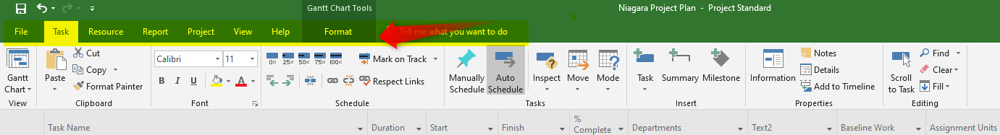 Gantt Chart Tools
Niagara Project Plan - Project Standard
File Task Resource Report Project View Help Format Tell me what you want to do
Gantt
Chart
View
Paste
Cut
Copy
Format Painter
Clipboard
Calibri 11
B I U A
Font
0% 25% 50% 75% 100%
Mark on Track
Respect Links
Schedule
Manually
Schedule
Auto
Schedule
Inspect
Move
Mode
Tasks
Task
Summary
Milestone
Insert
Information
Notes
Details
Add to Timeline
Properties
Scroll
to Task
Find
Clear
Fill
Editing
Task Name
Duration
Start
Finish
%
Complete
Departments
Text2
Baseline Work
Assignment Units